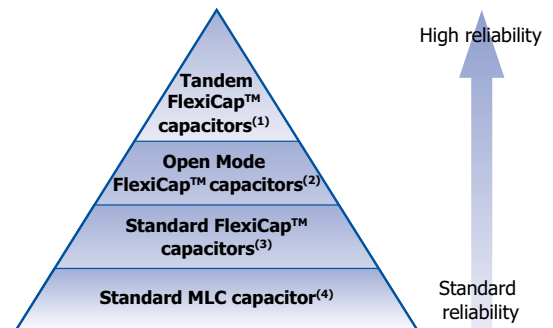 High reliability
Tandem
FlexiCap™
capacitors(1)
Open Mode
FlexiCap™ capacitors(2)
Standard FlexiCap™
capacitors(3)
Standard MLC capacitor(4)
Standard
reliability